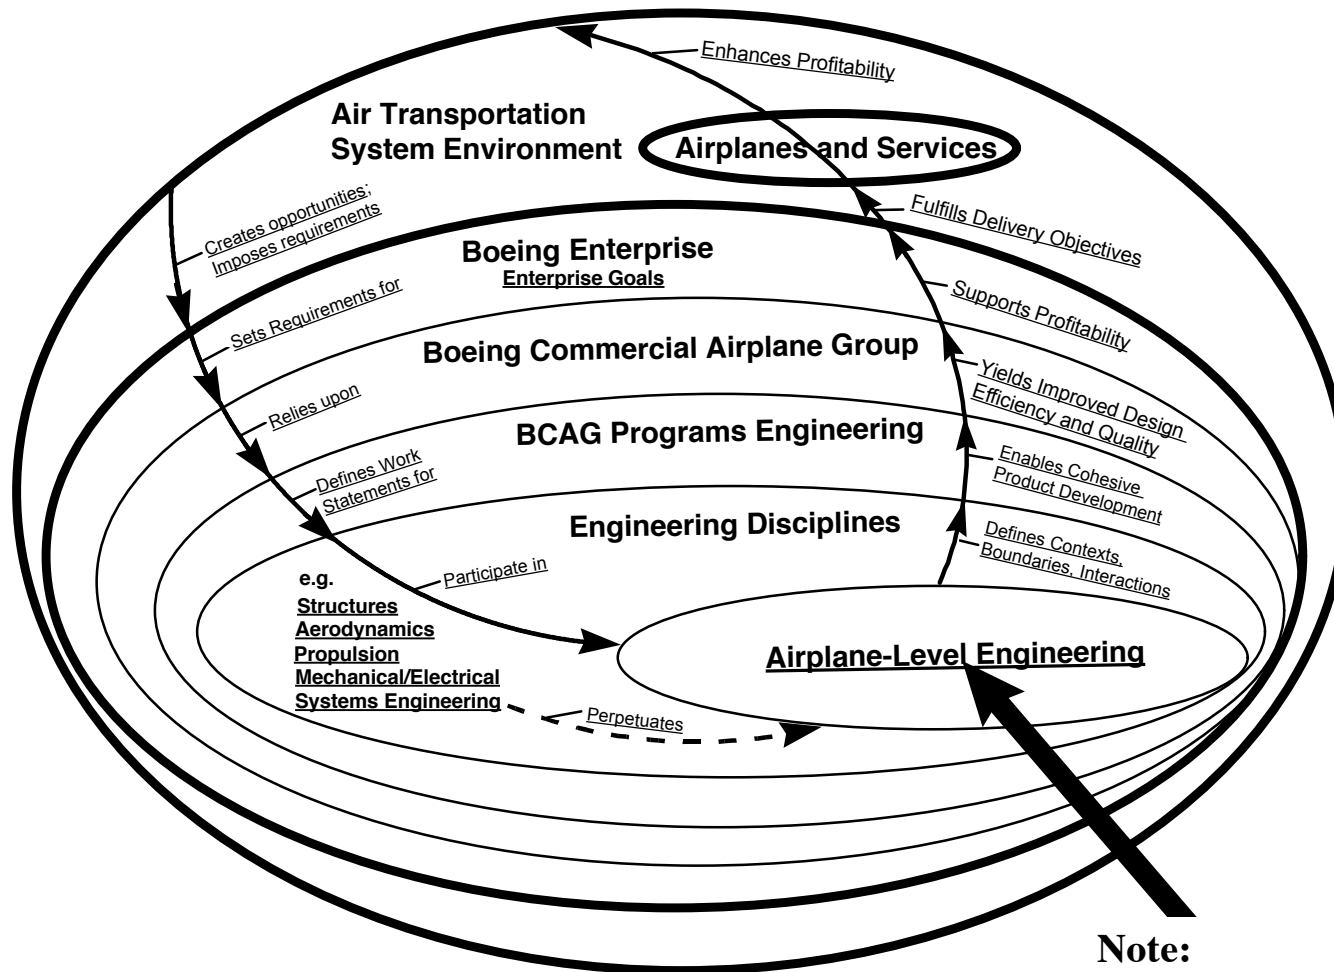 Enhances Profitability
Air Transportation
System Environment
Airplanes and Services
Creates opportunities;
Imposes requirements
Fulfills Delivery Objectives
Boeing Enterprise
Enterprise Goals
Sets Requirements for
Supports Profitability
Boeing Commercial Airplane Group
Relies upon
Yields Improved Design
Efficiency and Quality
BCAG Programs Engineering
Defines Work
Statements for
Enables Cohesive
Product Development
Engineering Disciplines
Defines Contexts,
Boundaries, Interactions
Participate in
e.g.
Structures
Aerodynamics
Propulsion
Mechanical/Electrical
Systems Engineering
Airplane-Level Engineering
Perpetuates
Note: